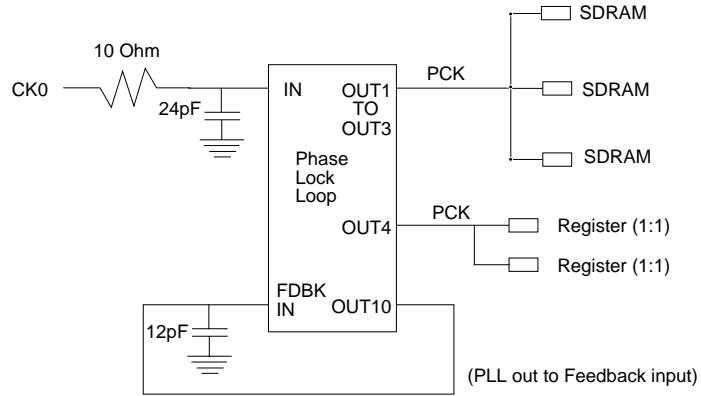 SDRAM
10 Ohm
CK0
24pF
IN
OUT1
TO
OUT3
PCK
SDRAM
SDRAM
Phase
Lock
Loop
OUT4
PCK
Register (1:1)
Register (1:1)
FDBK
IN
OUT10
12pF
(PLL out to Feedback input)